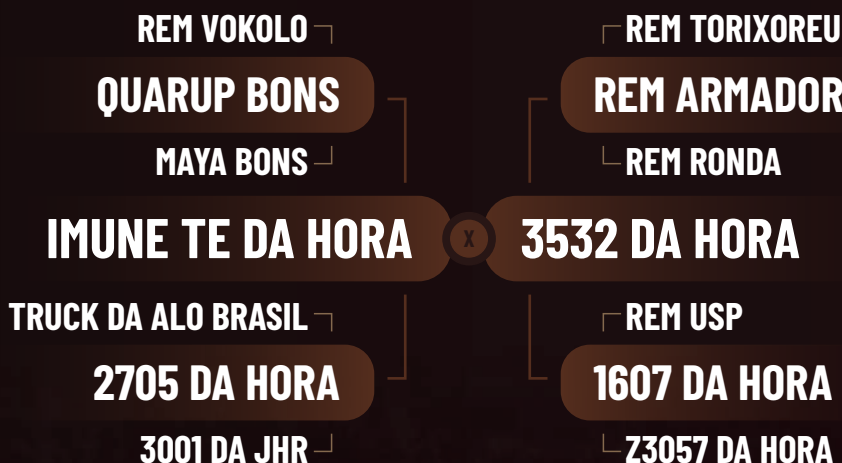 REM VOKOLO
REM TORIXOREU
QUARUP BONS
REM ARMADOR
MAYA BONS
REM RONDA
IMUNE TE DA HORA
X
3532 DA HORA
TRUCK DA ALO BRASIL
REM USP
2705 DA HORA
1607 DA HORA
3001 DA JHR
Z3057 DA HORA